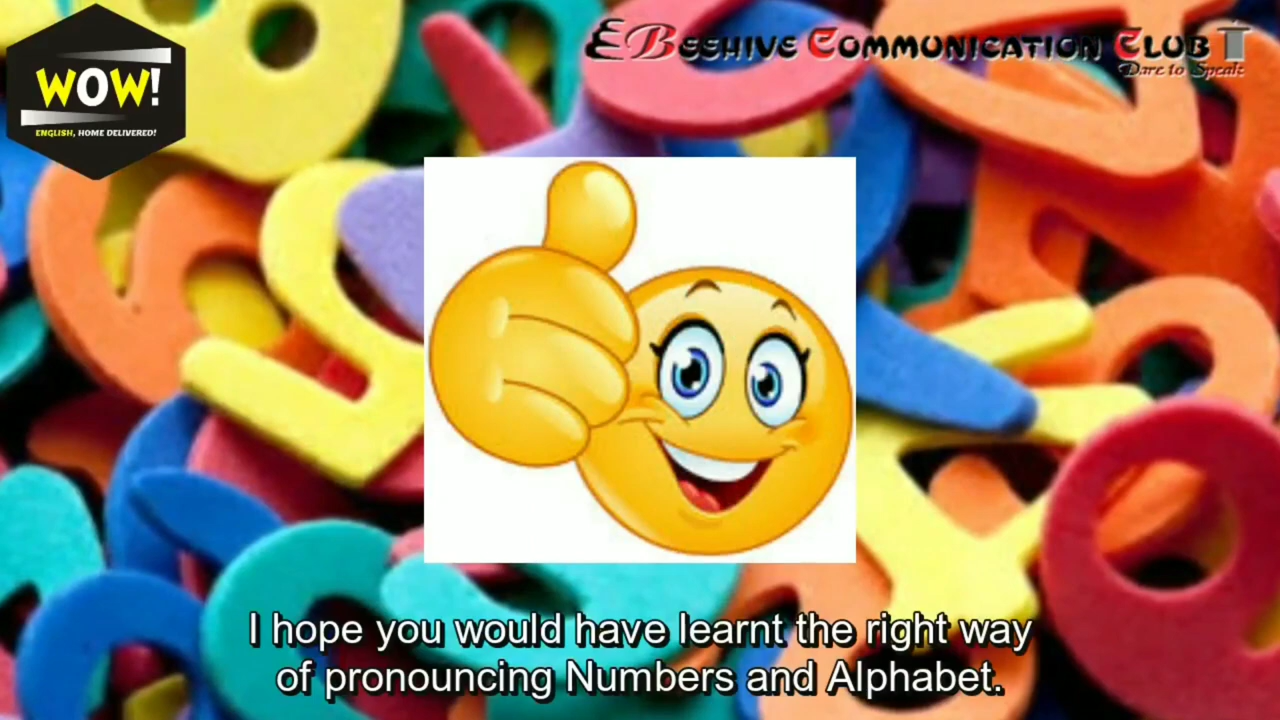 WOW!
ENGLISH, HOME DELIVERED!
EBEEHIVE COMMUNICATION CLUB
Dare to Speak
I hope you would have learnt the right way
of pronouncing Numbers and Alphabet.